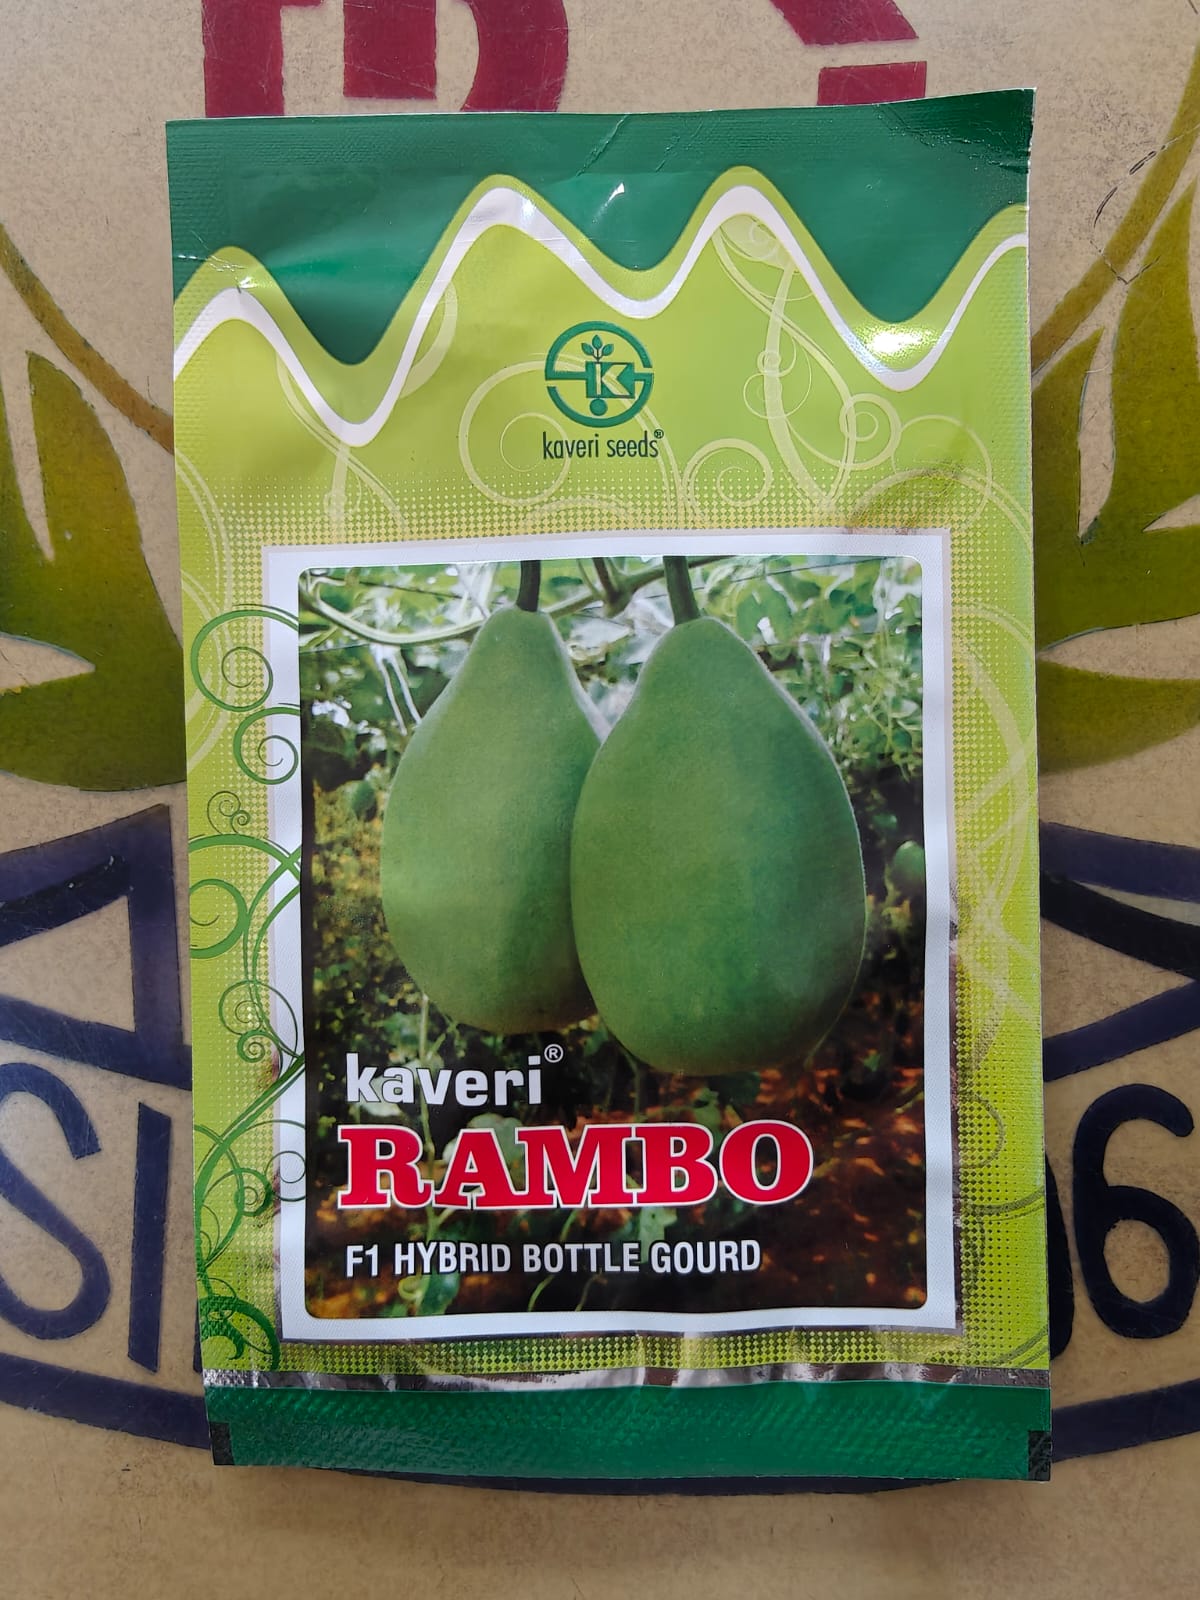 K
kaveri seeds®
kaveri®
RAMBO
F1 HYBRID BOTTLE GOURD